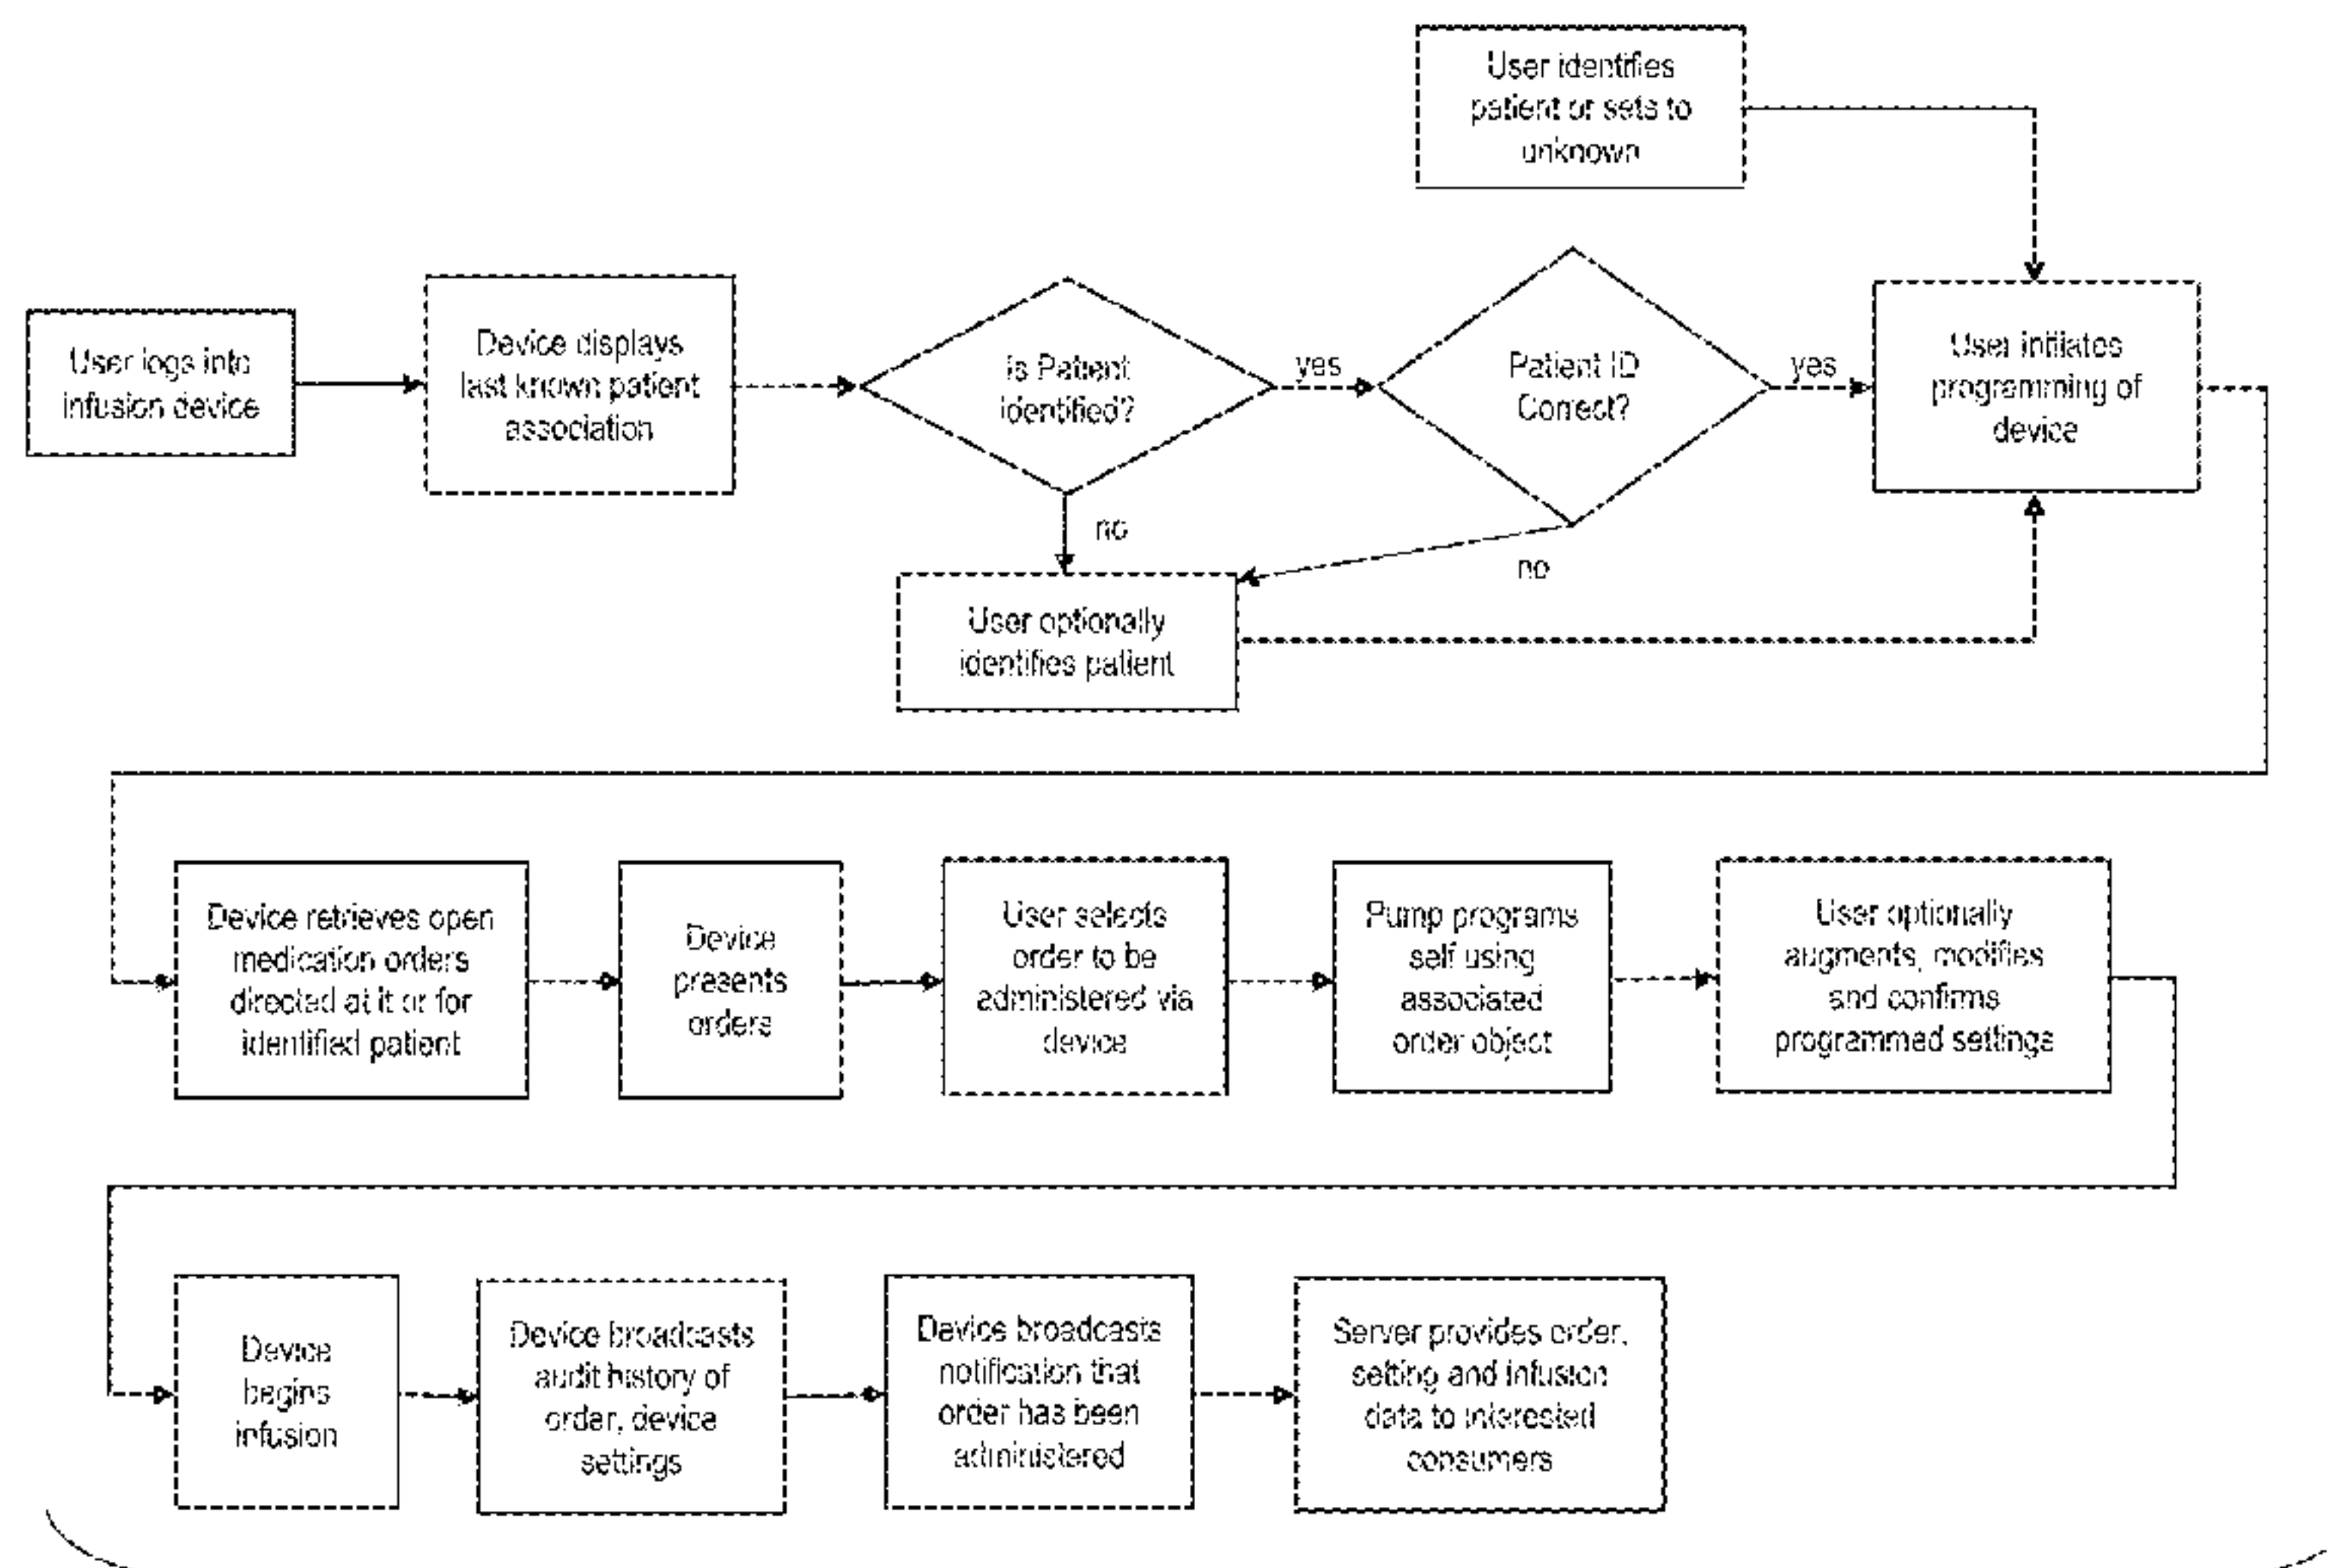 User identifies
patient or sets to
unknown
User logs into
infusion device
Device displays
last known patient
association
Is Patient
identified?
yes
Patient ID
Correct?
yes
User initiates
programming of
device
no
no
User optionally
identifies patient
Device retrieves open
medication orders
directed at it or for
identified patient
Device
presents
orders
User selects
order to be
administered via
device
Pump programs
self using
associated
order object
User optionally
augments, modifies
and confirms
programmed settings
Device
begins
infusion
Device broadcasts
audit history of
order, device
settings
Device broadcasts
notification that
order has been
administered
Server provides order,
setting and infusion
data to interested
consumers